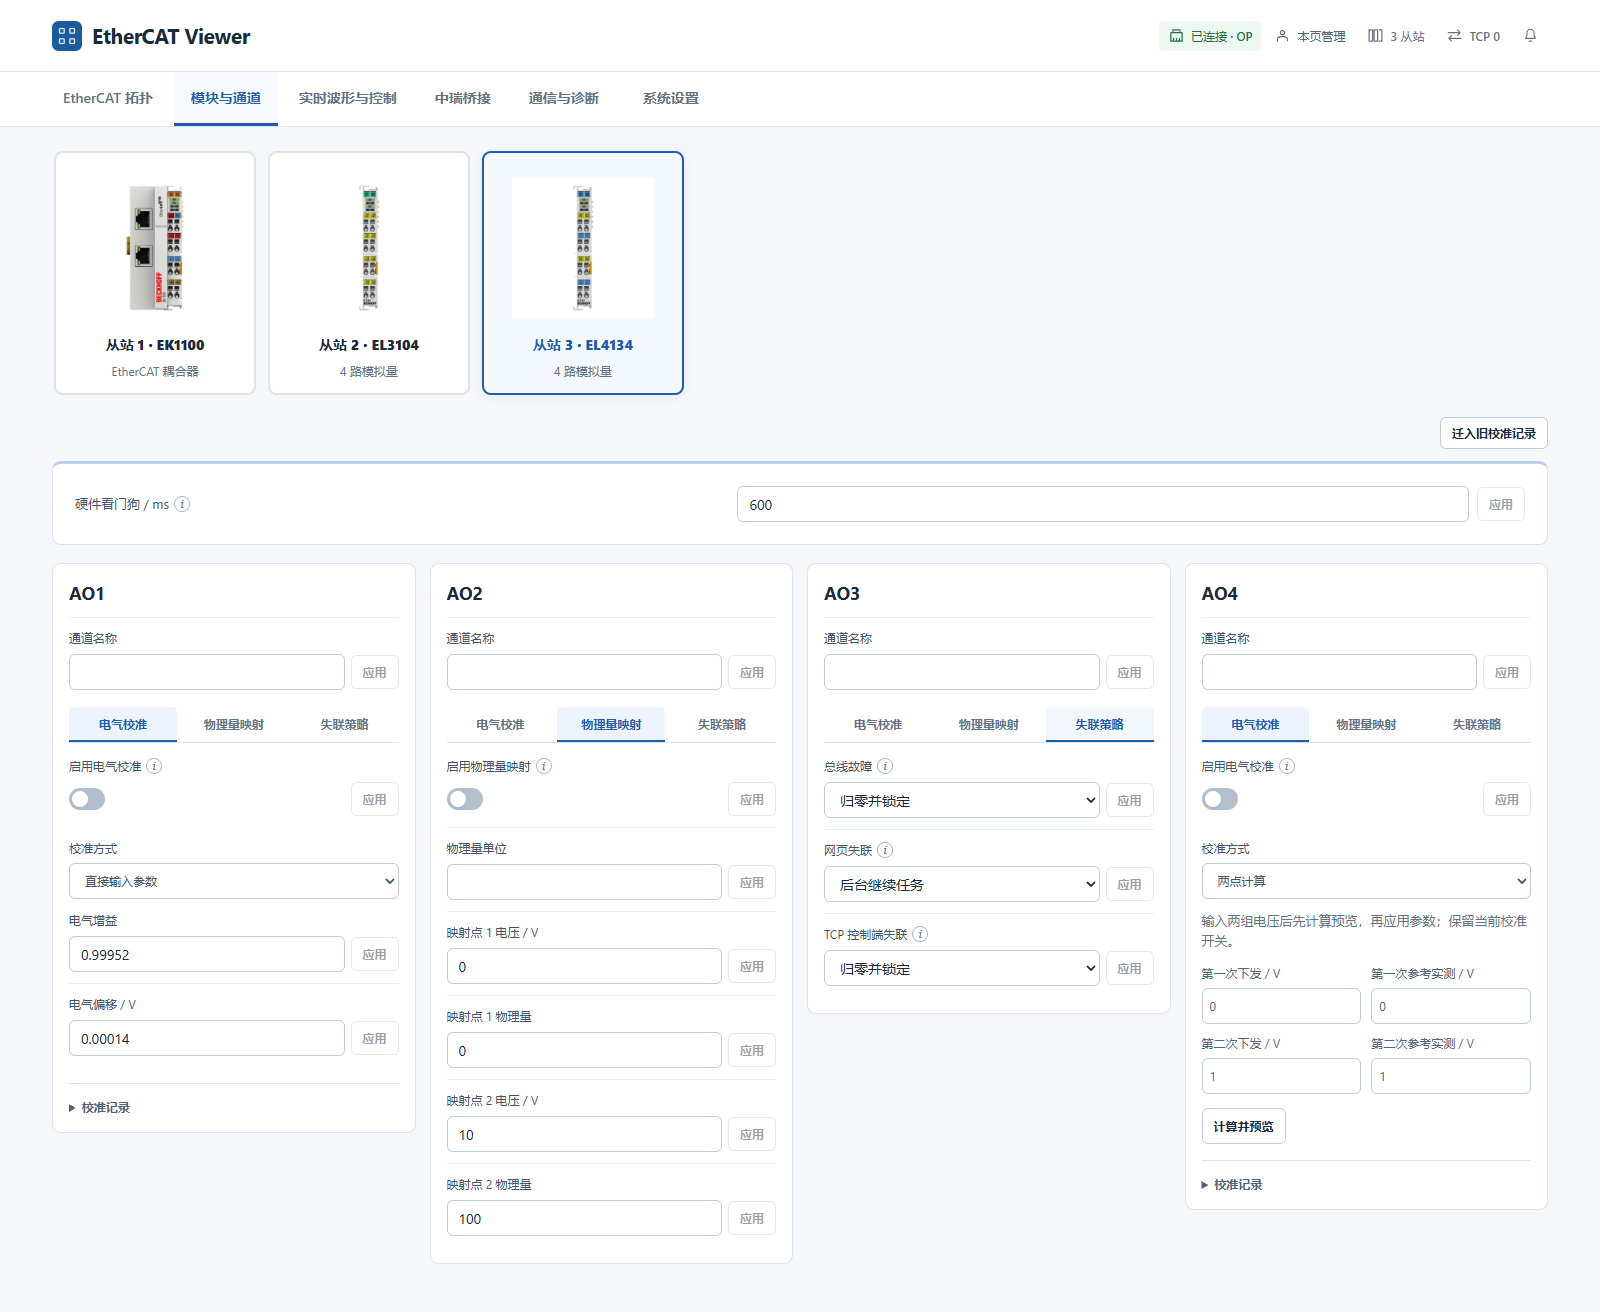 EtherCAT Viewer
已连接 · OP
本页管理
3 从站
TCP 0
EtherCAT 拓扑
模块与通道
实时波形与控制
中瑞桥接
通信与诊断
系统设置
BECKHOFF
从站 1 · EK1100
EtherCAT 耦合器
从站 2 · EL3104
4 路模拟量
从站 3 · EL4134
4 路模拟量
迁入旧校准记录
硬件看门狗 / ms
600
应用
AO1
通道名称
应用
电气校准
物理量映射
失联策略
启用电气校准
应用
校准方式
直接输入参数
电气增益
0.99952
应用
电气偏移 / V
0.00014
应用
校准记录
AO2
通道名称
应用
电气校准
物理量映射
失联策略
启用物理量映射
应用
物理量单位
应用
映射点 1 电压 / V
0
应用
映射点 1 物理量
0
应用
映射点 2 电压 / V
10
应用
映射点 2 物理量
100
应用
AO3
通道名称
应用
电气校准
物理量映射
失联策略
总线故障
归零并锁定
应用
网页失联
后台继续任务
应用
TCP 控制端失联
归零并锁定
应用
AO4
通道名称
应用
电气校准
物理量映射
失联策略
启用电气校准
应用
校准方式
两点计算
输入两组电压后先计算预览，再应用参数；保留当前校准
开关。
第一次下发 / V
第一次参考实测 / V
0
0
第二次下发 / V
第二次参考实测 / V
1
1
计算并预览
校准记录